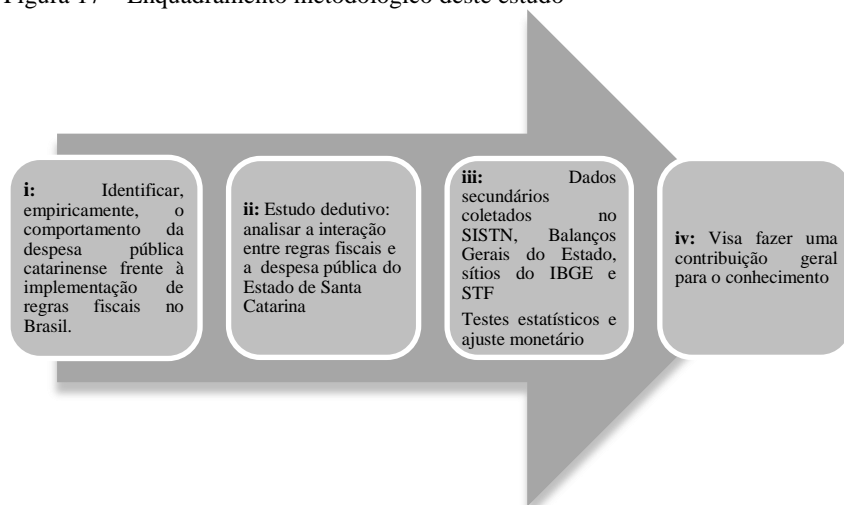 Figura 17 – Enquadramento metodológico deste estudo
i: Identificar,
empiricamente, o
comportamento da
despesa pública
catarinense frente à
implementação de
regras fiscais no
Brasil.
ii: Estudo dedutivo:
analisar a interação
entre regras fiscais e
a despesa pública do
Estado de Santa
Catarina
iii: Dados
secundários
coletados no
SISTN, Balanços
Gerais do Estado,
sítios do IBGE e
STF
Testes estatísticos e
ajuste monetário
iv: Visa fazer uma
contribuição geral
para o conhecimento